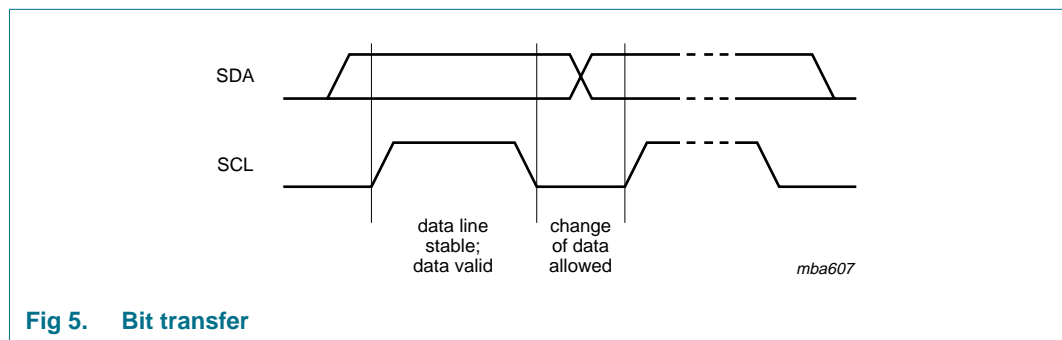 SDA
SCL
data line
stable;
data valid
change
of data
allowed
mba607
Fig 5. Bit transfer